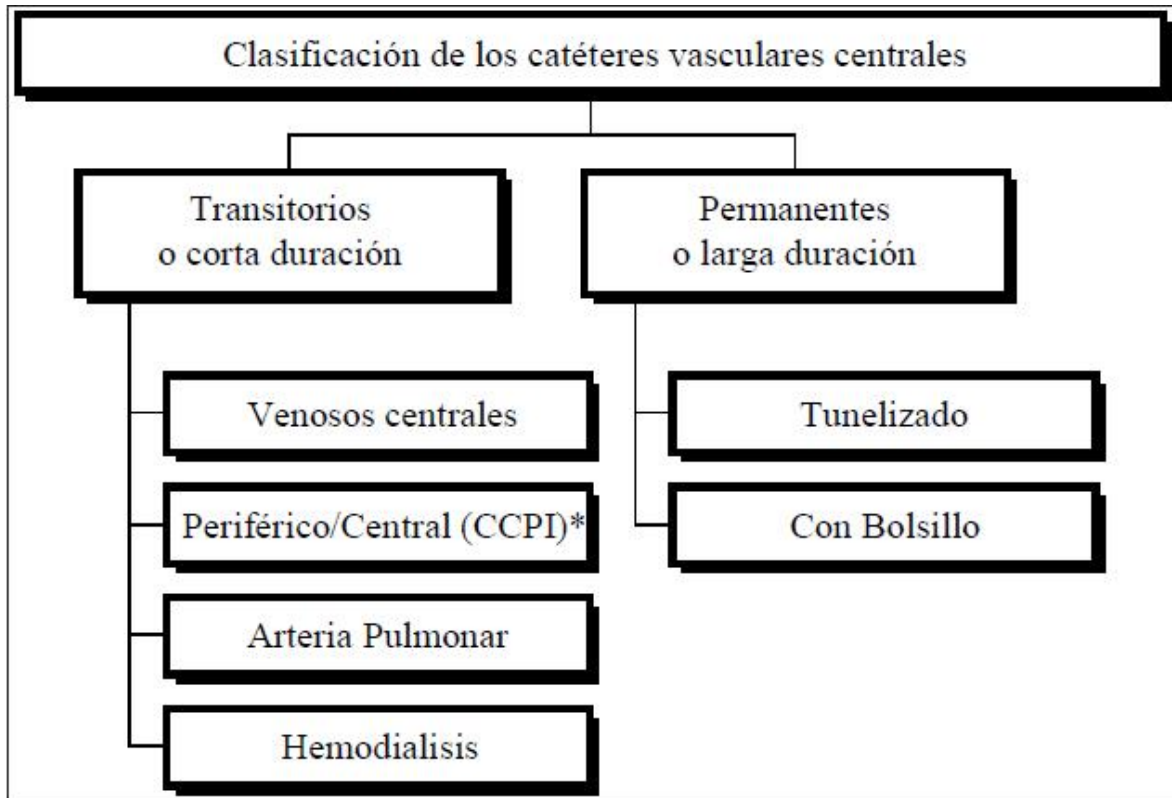 Clasificación de los catéteres vasculares centrales
Transitorios
o corta duración
Permanentes
o larga duración
Venosos centrales
Periférico/Central (CCPI)*
Arteria Pulmonar
Hemodialisis
Tunelizado
Con Bolsillo